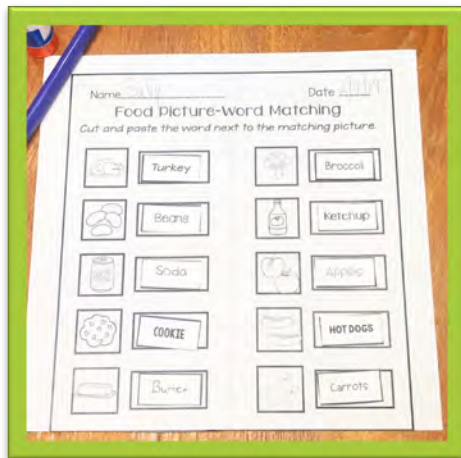 Name Sally Date
Food Picture-Word Matching
Cut and paste the word next to the matching picture.
Turkey Broccoli
Beans Ketchup
Soda Apples
COOKIE HOT DOGS
Butter Carrots